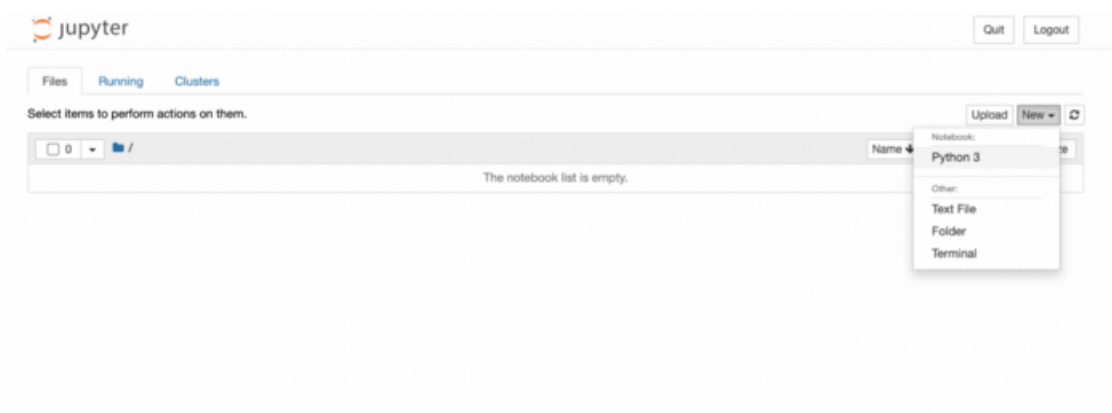 jupyter
Quit
Logout
Files
Running
Clusters
Select items to perform actions on them.
Upload
New
0
/
Name
Notebook:
Python 3
Other:
Text File
Folder
Terminal
The notebook list is empty.